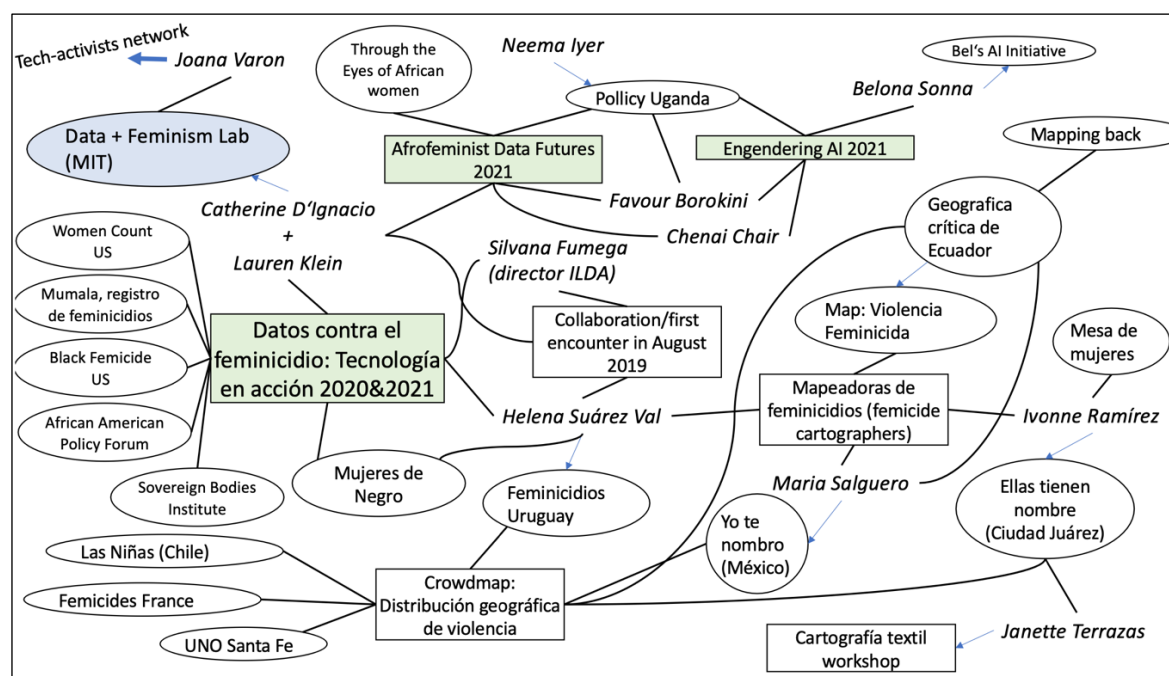 Tech-activists network
Joana Varon
Through the
Eyes of African
women
Neema Iyer
Bel's AI Initiative
Pollicy Uganda
Belona Sonna
Data + Feminism Lab
(MIT)
Afrofeminist Data Futures
2021
Engendering AI 2021
Mapping back
Catherine D‘Ignacio
+
Lauren Klein
Favour Borokini
Chenai Chair
Geografica
crítica de
Ecuador
Women Count
US
Silvana Fumega
(director ILDA)
Mumala, registro
de feminicidios
Datos contra el
feminicidio: Tecnología
en acción 2020&2021
Collaboration/first
encounter in August
2019
Map: Violencia
Feminicida
Mesa de
mujeres
Black Femicide
US
African American
Policy Forum
Helena Suárez Val
Mapeadoras de
feminicidios (femicide
cartographers)
Ivonne Ramírez
Sovereign Bodies
Institute
Mujeres de
Negro
Feminicidios
Uruguay
Maria Salguero
Ellas tienen
nombre
(Ciudad Juárez)
Yo te
nombro
(México)
Las Niñas (Chile)
Femicides France
UNO Santa Fe
Crowdmap:
Distribución geográfica
de violencia
Cartografía textil
workshop
Janette Terrazas